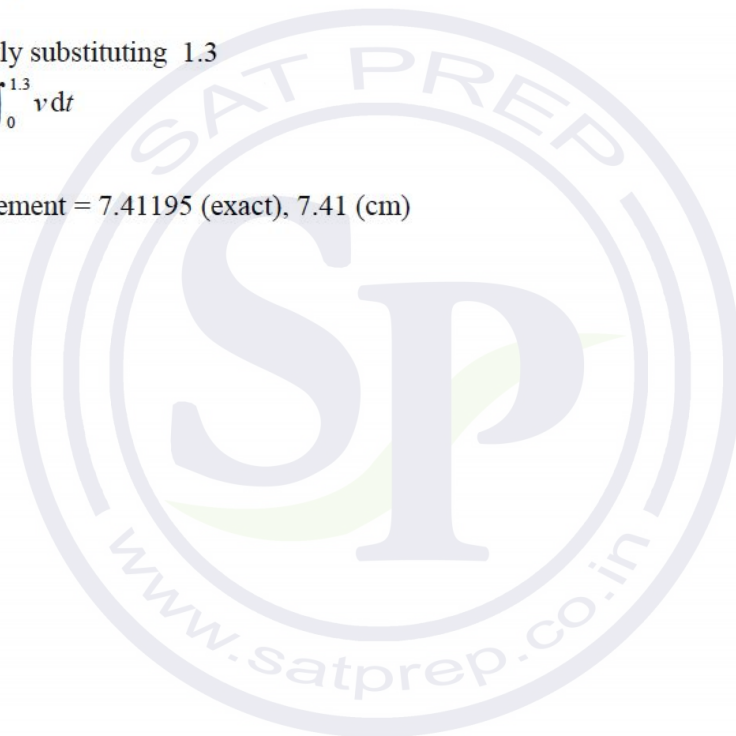 ly substituting 1.3
∫₀^1.3 v dt
ement = 7.41195 (exact), 7.41 (cm)
SAT PREP
SP
www.satprep.co.in